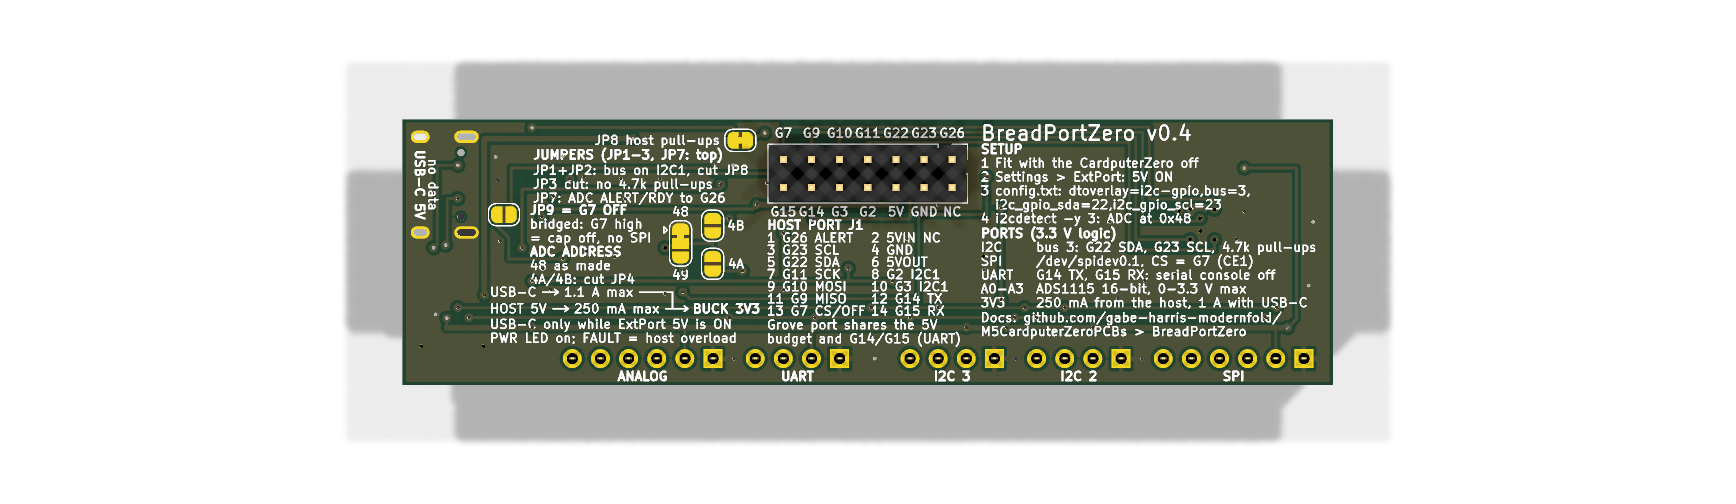 JP8 host pull-ups
JUMPERS (JP1-3, JP7: top)
JP1+JP2: bus on I2C1, cut JP8
JP3 cut: no 4.7k pull-ups
JP7: ADC ALERT/RDY to G26
JP9 = G7 OFF
bridged: G7 high
= cap off, no SPI
ADC ADDRESS
48 as made
4A/4B: cut JP4
48
4B
4A
49
USB-C → 1.1 A max
HOST 5V → 250 mA max → BUCK 3V3
USB-C only while ExtPort 5V is ON
PWR LED on; FAULT = host overload
no data
USB-C 5V
G7 G9 G10 G11 G22 G23 G26
G15 G14 G3 G2 5V GND NC
HOST PORT J1
1 G26 ALERT 2 5VIN NC
3 G23 SCL 4 GND
5 G22 SDA 6 5VOUT
7 G11 SCK 8 G2 I2C1
9 G10 MOSI 10 G3 I2C1
11 G9 MISO 12 G14 TX
13 G7 CS/OFF 14 G15 RX
Grove port shares the 5V
budget and G14/G15 (UART)
BreadPortZero v0.4
SETUP
1 Fit with the CardputerZero off
2 Settings > ExtPort: 5V ON
3 config.txt: dtoverlay=i2c-gpio,bus=3,
i2c_gpio_sda=22,i2c_gpio_scl=23
4 i2cdetect -y 3: ADC at 0x48
PORTS (3.3 V logic)
I2C bus 3: G22 SDA, G23 SCL, 4.7k pull-ups
SPI /dev/spidev0.1, CS = G7 (CE1)
UART G14 TX, G15 RX: serial console off
A0-A3 ADS1115 16-bit, 0-3.3 V max
3V3 250 mA from the host, 1 A with USB-C
Docs: github.com/gabe-harris-modernfold/
M5CardputerZeroPCBs > BreadPortZero
ANALOG UART I2C 3 I2C 2 SPI